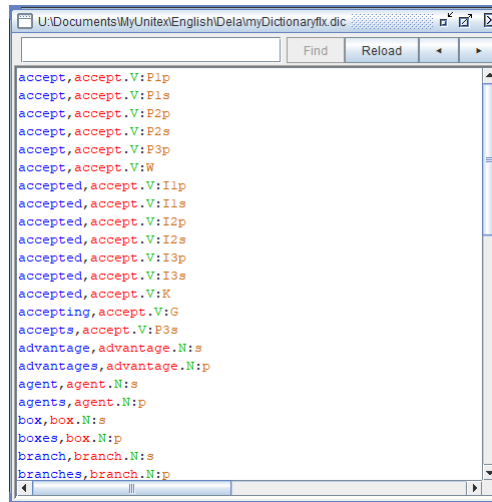 U:\Documents\MyUnitex\English\Dela\myDictionaryflx.dic
Find Reload
accept,accept.V:P1p
accept,accept.V:P1s
accept,accept.V:P2p
accept,accept.V:P2s
accept,accept.V:P3p
accept,accept.V:W
accepted,accept.V:I1p
accepted,accept.V:I1s
accepted,accept.V:I2p
accepted,accept.V:I2s
accepted,accept.V:I3p
accepted,accept.V:I3s
accepted,accept.V:K
accepting,accept.V:G
accepts,accept.V:P3s
advantage,advantage.N:s
advantages,advantage.N:p
agent,agent.N:s
agents,agent.N:p
box,box.N:s
boxes,box.N:p
branch,branch.N:s
branches,branch.N:p